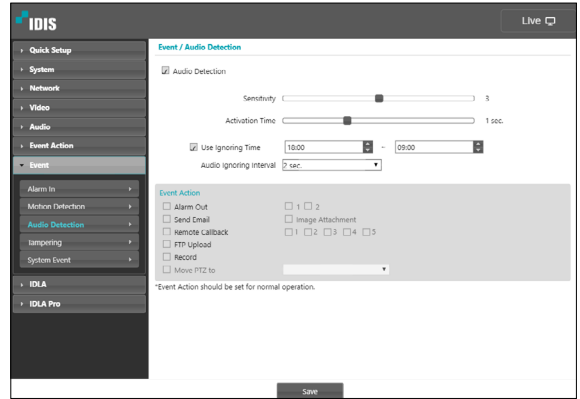 IDIS
Live
Quick Setup
System
Network
Video
Audio
Event Action
Event
Alarm In
Motion Detection
Audio Detection
Tampering
System Event
IDLA
IDLA Pro
Event / Audio Detection
Audio Detection
Sensitivity 3
Activation Time 1 sec.
Use Ignoring Time 18:00 ~ 09:00
Audio Ignoring Interval 2 sec.
Event Action
Alarm Out 1 2
Send Email Image Attachment
Remote Callback 1 2 3 4 5
FTP Upload
Record
Move PTZ to
*Event Action should be set for normal operation.
Save